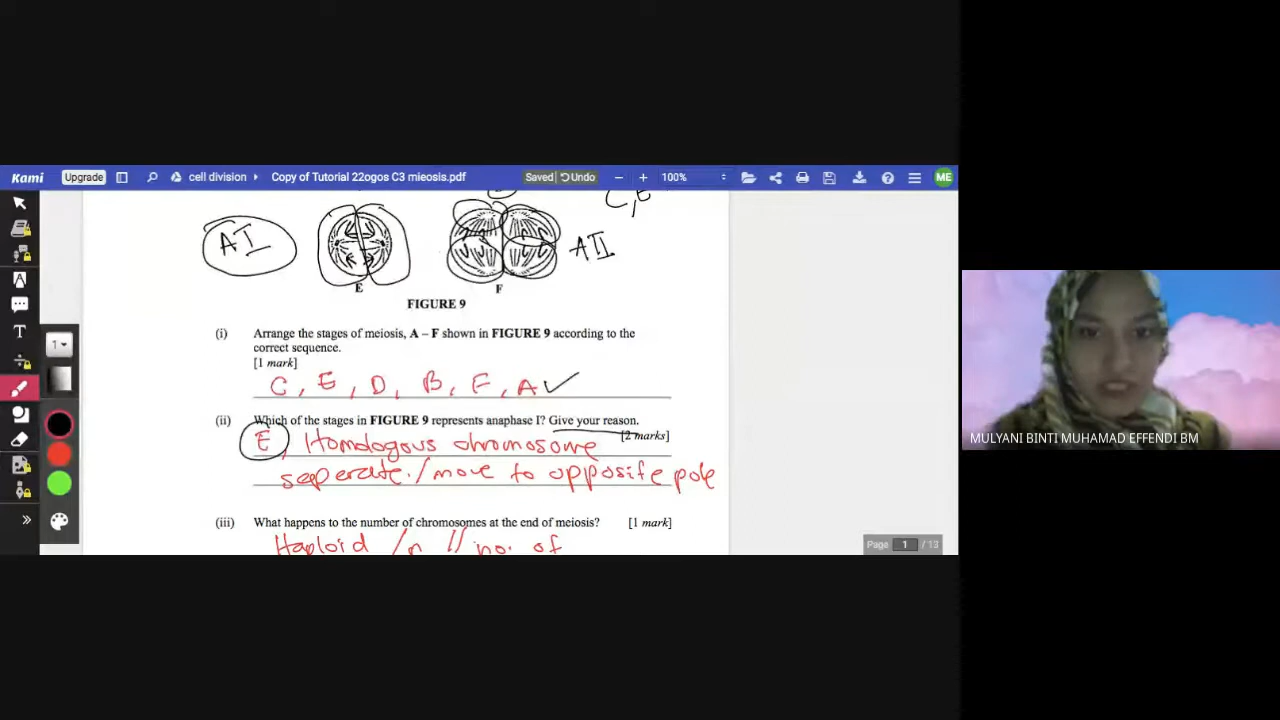 Kami
Upgrade
cell division
Copy of Tutorial 22ogos C3 mieosis.pdf
Saved
Undo
100%
ME
C, E
AI
AII
E
F
FIGURE 9
(i) Arrange the stages of meiosis, A – F shown in FIGURE 9 according to the
correct sequence.
[1 mark]
C, E, D, B, F, A
(ii) Which of the stages in FIGURE 9 represents anaphase I? Give your reason.
[2 marks]
E, Homologous chromosome
seperate / move to opposite pole
(iii) What happens to the number of chromosomes at the end of meiosis? [1 mark]
Haploid / n // no. of
1
T
Page 1 / 13
MULYANI BINTI MUHAMAD EFFENDI BM